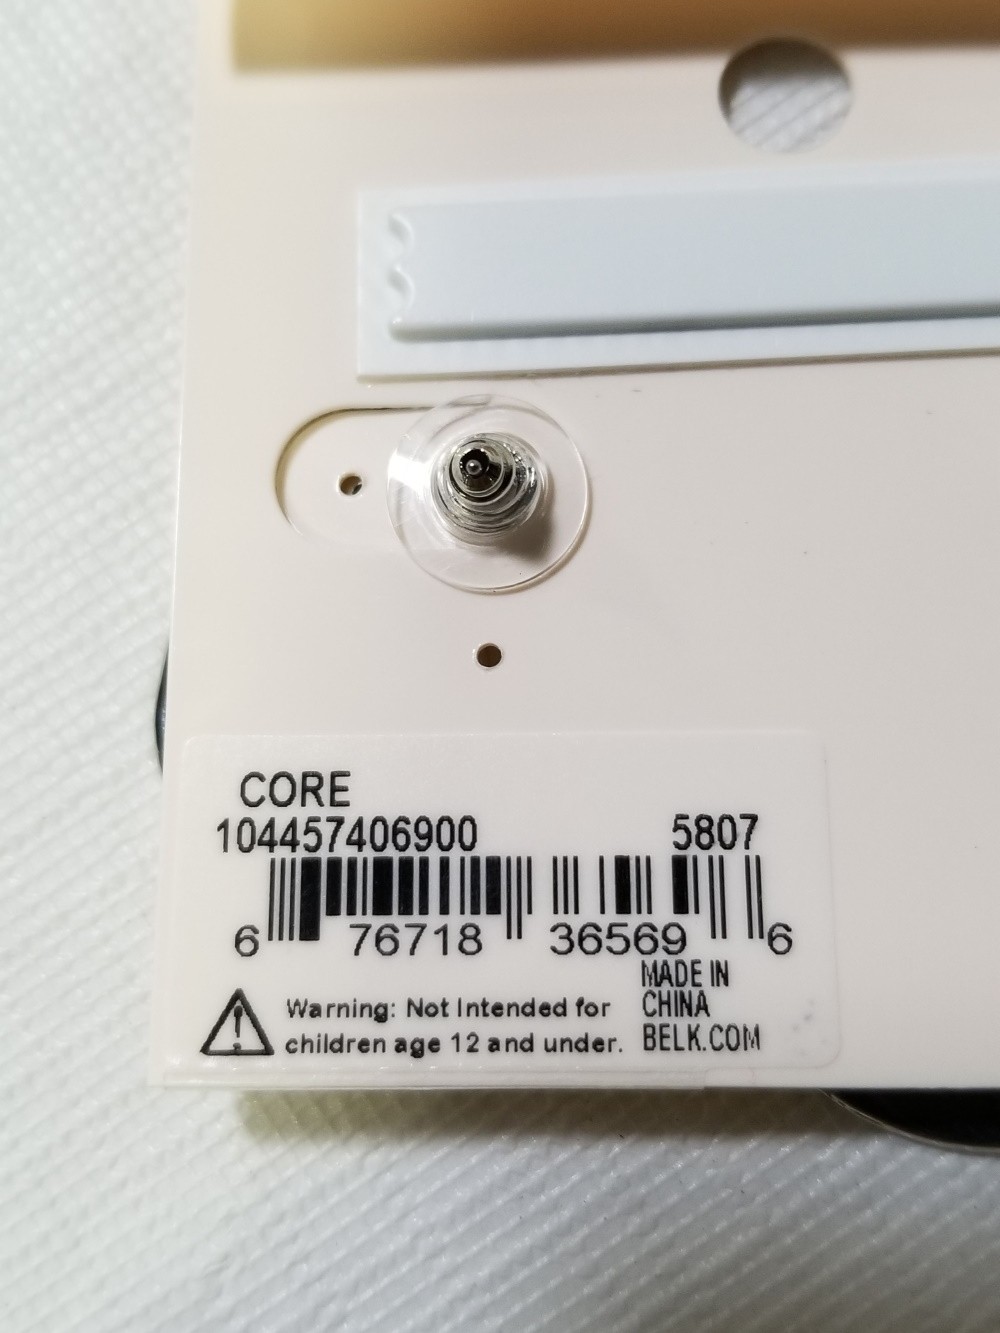 CORE
104457406900 5807
6 76718 36569 6
MADE IN
Warning: Not Intended for CHINA
children age 12 and under. BELK.COM